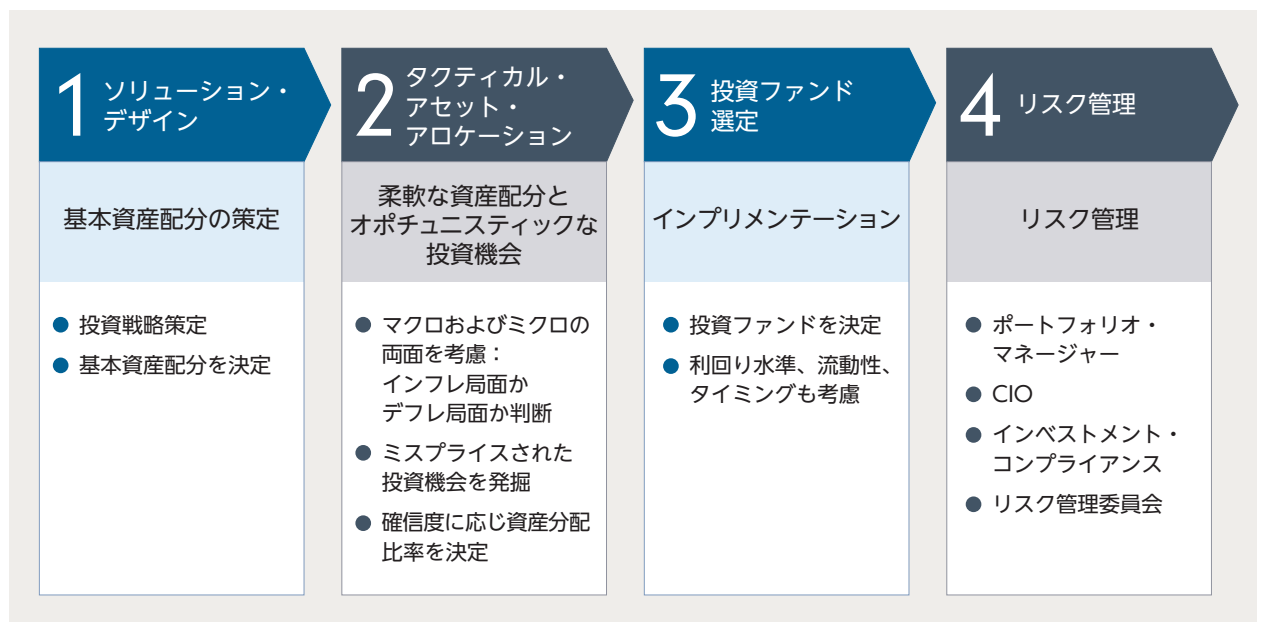 1
ソリューション・
デザイン
基本資産配分の策定
● 投資戦略策定
● 基本資産配分を決定
2
タクティカル・
アセット・
アロケーション
柔軟な資産配分と
オポチュニスティックな
投資機会
● マクロおよびミクロの
両面を考慮：
インフレ局面か
デフレ局面か判断
● ミスプライスされた
投資機会を発掘
● 確信度に応じ資産分配
比率を決定
3
投資ファンド
選定
インプリメンテーション
● 投資ファンドを決定
● 利回り水準、流動性、
タイミングも考慮
4
リスク管理
リスク管理
● ポートフォリオ・
マネージャー
● CIO
● インベストメント・
コンプライアンス
● リスク管理委員会